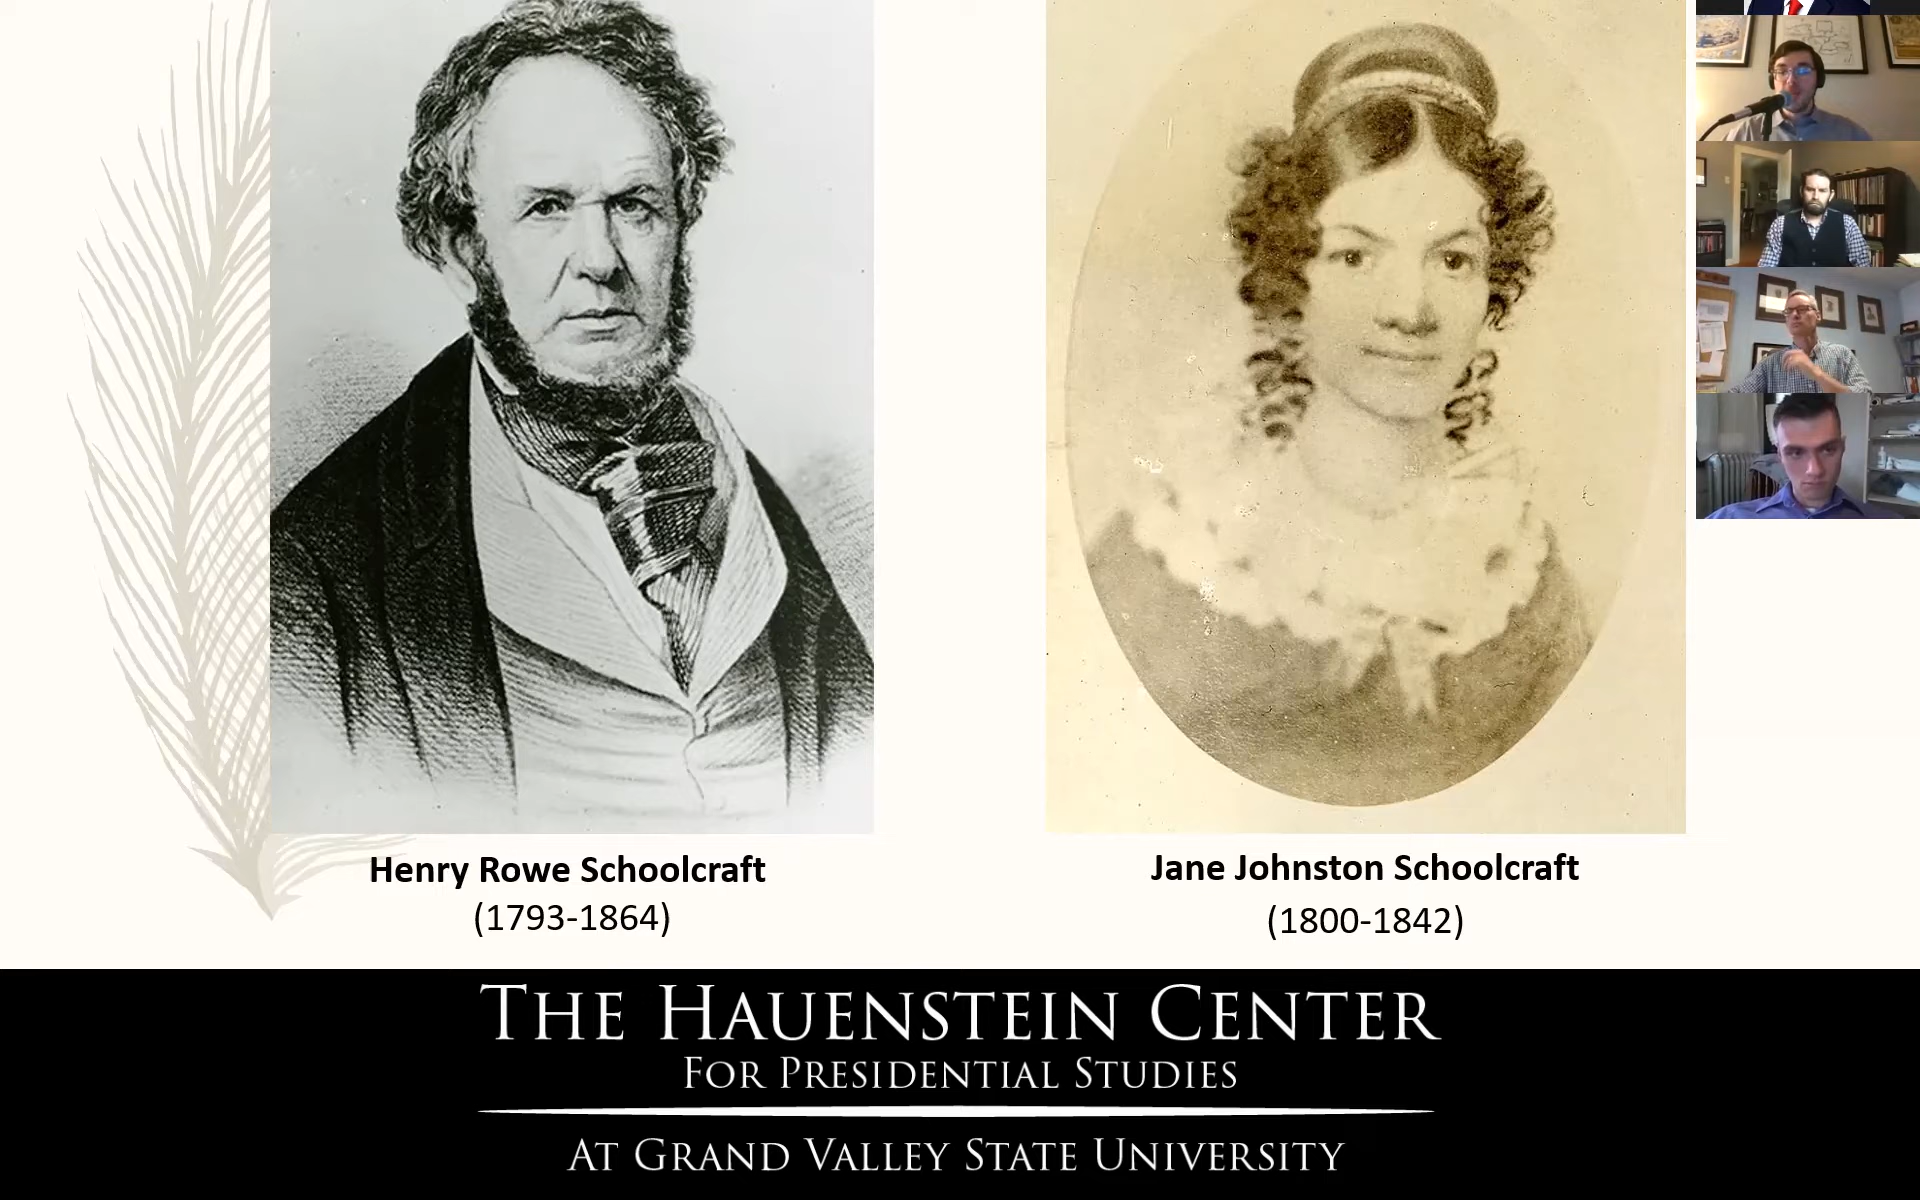 Henry Rowe Schoolcraft
(1793-1864)
Jane Johnston Schoolcraft
(1800-1842)
THE HAUENSTEIN CENTER
FOR PRESIDENTIAL STUDIES
AT GRAND VALLEY STATE UNIVERSITY